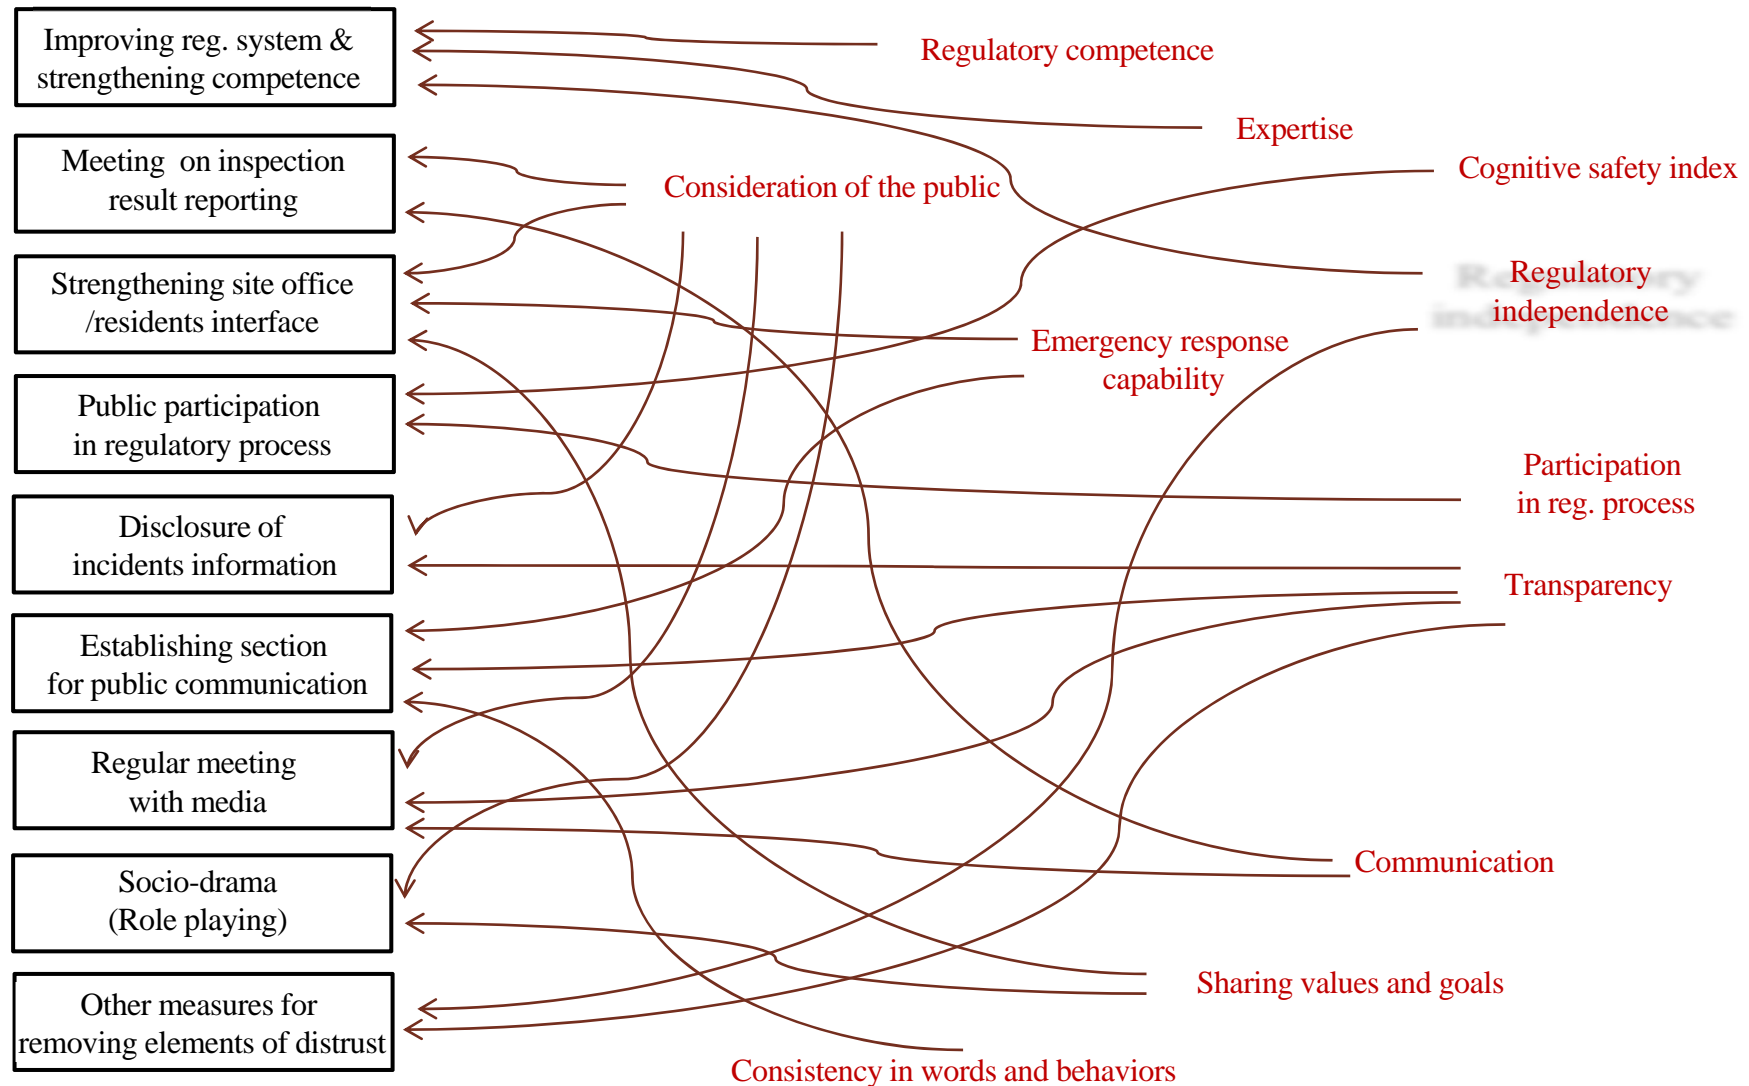 Improving reg. system &
strengthening competence
Meeting on inspection
result reporting
Strengthening site office
/residents interface
Public participation
in regulatory process
Disclosure of
incidents information
Establishing section
for public communication
Regular meeting
with media
Socio-drama
(Role playing)
Other measures for
removing elements of distrust
Regulatory competence
Expertise
Cognitive safety index
Consideration of the public
Regulatory
independence
Emergency response
capability
Participation
in reg. process
Transparency
Communication
Sharing values and goals
Consistency in words and behaviors